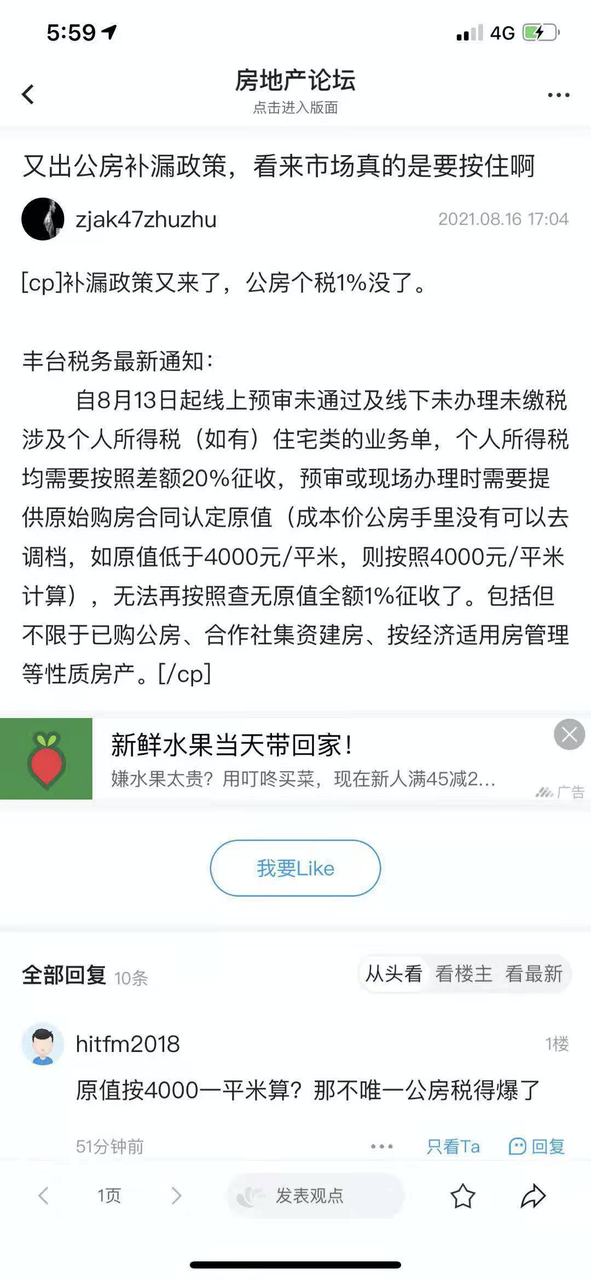 5:59
4G
房地产论坛
点击进入版面
又出公房补漏政策，看来市场真的是要按住啊
zjak47zhuzhu
2021.08.16 17:04
[cp]补漏政策又来了，公房个税1%没了。
丰台税务最新通知：
自8月13日起线上预审未通过及线下未办理未缴税
涉及个人所得税（如有）住宅类的业务单，个人所得税
均需要按照差额20%征收，预审或现场办理时需要提
供原始购房合同认定原值（成本价公房手里没有可以去
调档，如原值低于4000元/平米，则按照4000元/平米
计算），无法再按照查无原值全额1%征收了。包括但
不限于已购公房、合作社集资建房、按经济适用房管理
等性质房产。[/cp]
新鲜水果当天带回家！
嫌水果太贵？用叮咚买菜，现在新人满45减2...
广告
我要Like
全部回复 10条
从头看 看楼主 看最新
hitfm2018
1楼
原值按4000一平米算？那不唯一公房税得爆了
51分钟前
只看Ta
回复
1页
发表观点